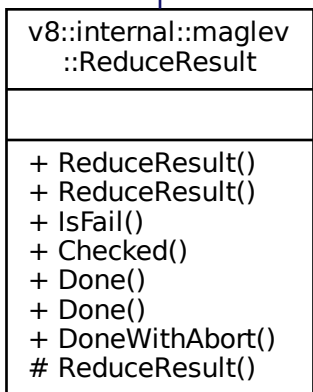 v8::internal::maglev
::ReduceResult
+ ReduceResult()
+ ReduceResult()
+ IsFail()
+ Checked()
+ Done()
+ Done()
+ DoneWithAbort()
# ReduceResult()